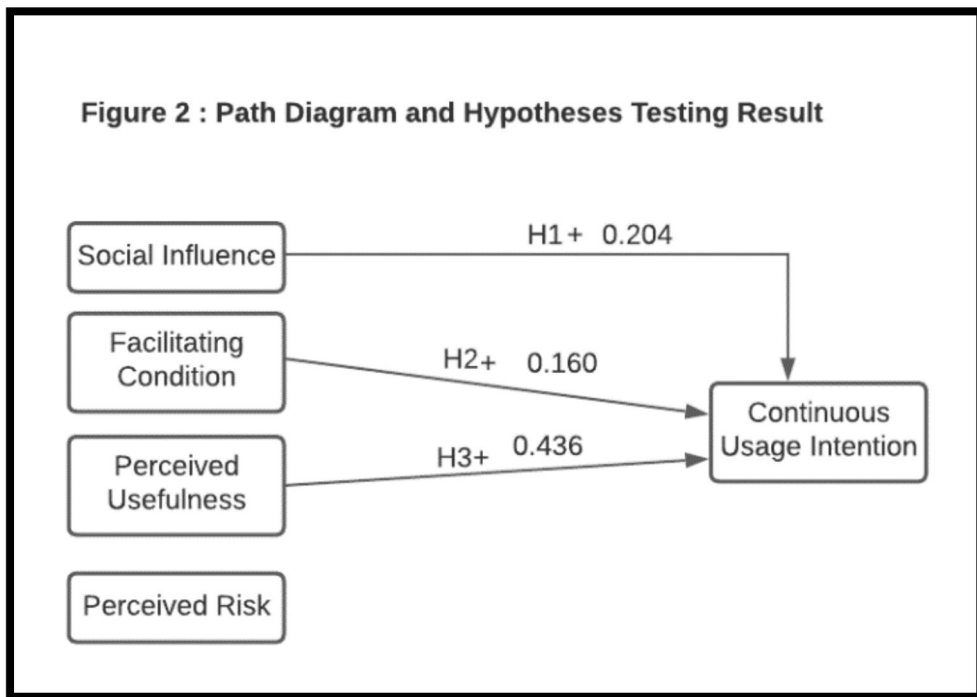 Figure 2 : Path Diagram and Hypotheses Testing Result
Social Influence
H1+ 0.204
Facilitating
Condition
H2+ 0.160
Perceived
Usefulness
H3+ 0.436
Continuous
Usage Intention
Perceived Risk